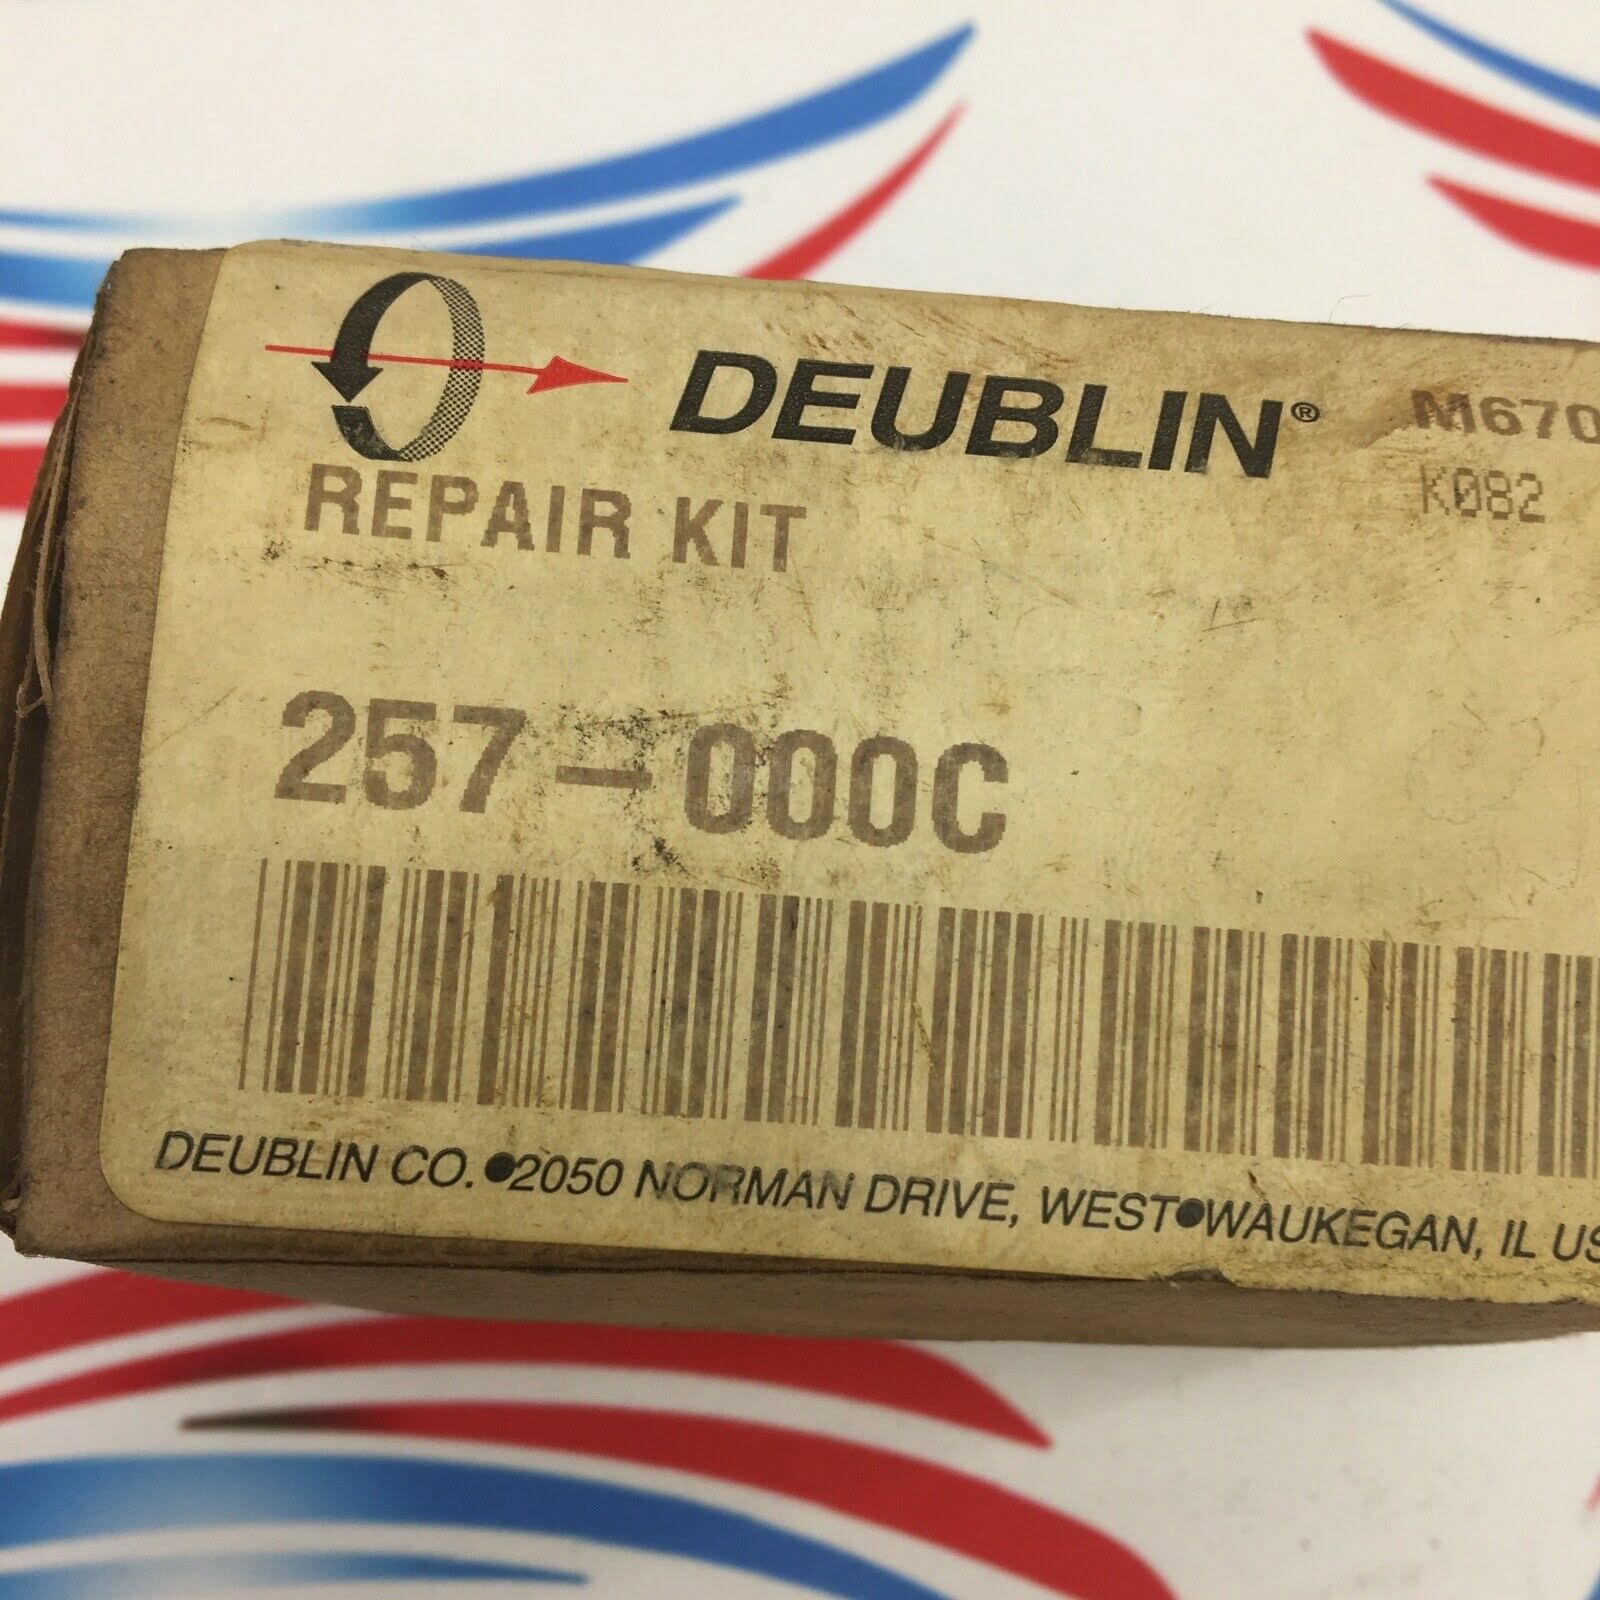 DEUBLIN®
M670
K082
REPAIR KIT
257-000C
DEUBLIN CO. ●2050 NORMAN DRIVE, WEST●WAUKEGAN, IL US